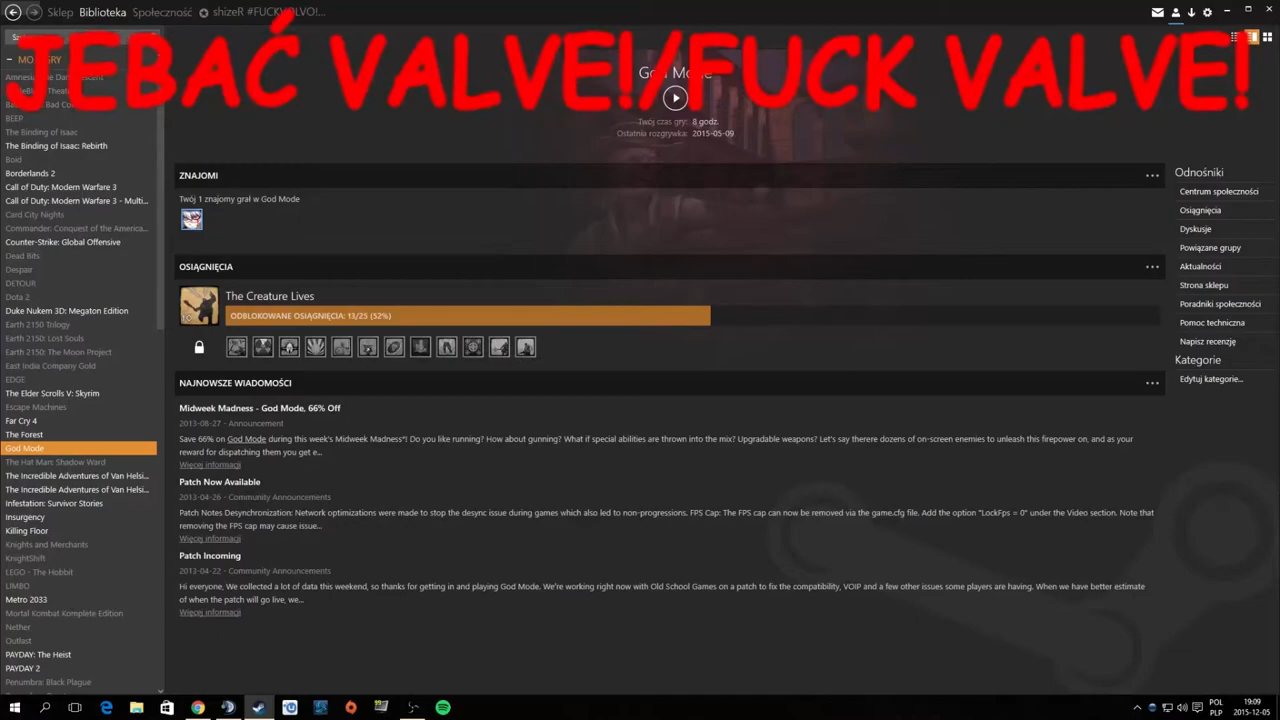 Sklep Biblioteka Społeczność shizeR #FUCKVOLVO!...
JEBAĆ VALVE!/FUCK VALVE!
God Mode
Twój czas gry: 8 godz.
Ostatnia rozgrywka: 2015-05-09
The Binding of Isaac
BEEP
The Binding of Isaac: Rebirth
Boid
Borderlands 2
Call of Duty: Modern Warfare 3
Call of Duty: Modern Warfare 3 - Multi...
Card City Nights
Commander: Conquest of the America...
Counter-Strike: Global Offensive
Dead Bits
Despair
DETOUR
Dota 2
Duke Nukem 3D: Megaton Edition
Earth 2150 Trilogy
Earth 2150: Lost Souls
Earth 2150: The Moon Project
East India Company Gold
EDGE
The Elder Scrolls V: Skyrim
Escape Machines
Far Cry 4
The Forest
God Mode
The Hat Man: Shadow Ward
The Incredible Adventures of Van Helsi...
The Incredible Adventures of Van Helsi...
Infestation: Survivor Stories
Insurgency
Killing Floor
Knights and Merchants
KnightShift
LEGO - The Hobbit
LIMBO
Metro 2033
Mortal Kombat Komplete Edition
Nether
Outlast
PAYDAY: The Heist
PAYDAY 2
Penumbra: Black Plague
ZNAJOMI
Twój 1 znajomy grał w God Mode
OSIĄGNIĘCIA
The Creature Lives
ODBLOKOWANE OSIĄGNIĘCIA: 13/25 (52%)
NAJNOWSZE WIADOMOŚCI
Midweek Madness - God Mode, 66% Off
2013-08-27 - Announcement
Save 66% on God Mode during this week's Midweek Madness*! Do you like running? How about gunning? What if special abilities are thrown into the mix? Upgradable weapons? Let's say therere dozens of on-screen enemies to unleash this firepower on, and as your
reward for dispatching them you get e...
Więcej informacji
Patch Now Available
2013-04-26 - Community Announcements
Patch Notes Desynchronization: Network optimizations were made to stop the desync issue during games which also led to non-progressions. FPS Cap: The FPS cap can now be removed via the game.cfg file. Add the option "LockFps = 0" under the Video section. Note that
removing the FPS cap may cause issue...
Więcej informacji
Patch Incoming
2013-04-22 - Community Announcements
Hi everyone, We collected a lot of data this weekend, so thanks for getting in and playing God Mode. We're working right now with Old School Games on a patch to fix the compatibility, VOIP and a few other issues some players are having. When we have better estimate
of when the patch will go live, we...
Więcej informacji
Odnośniki
Centrum społeczności
Osiągnięcia
Dyskusje
Powiązane grupy
Aktualności
Strona sklepu
Poradniki społeczności
Pomoc techniczna
Napisz recenzję
Kategorie
Edytuj kategorie...
POL
PLP
19:09
2015-12-05